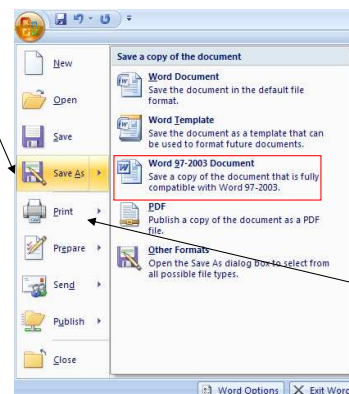 New
Open
Save
Save As
Print
Prepare
Send
Publish
Close
Save a copy of the document
Word Document
Save the document in the default file
format.
Word Template
Save the document as a template that can
be used to format future documents.
Word 97-2003 Document
Save a copy of the document that is fully
compatible with Word 97-2003.
PDF
Publish a copy of the document as a PDF
file.
Other Formats
Open the Save As dialog box to select from
all possible file types.
Word Options
Exit Word